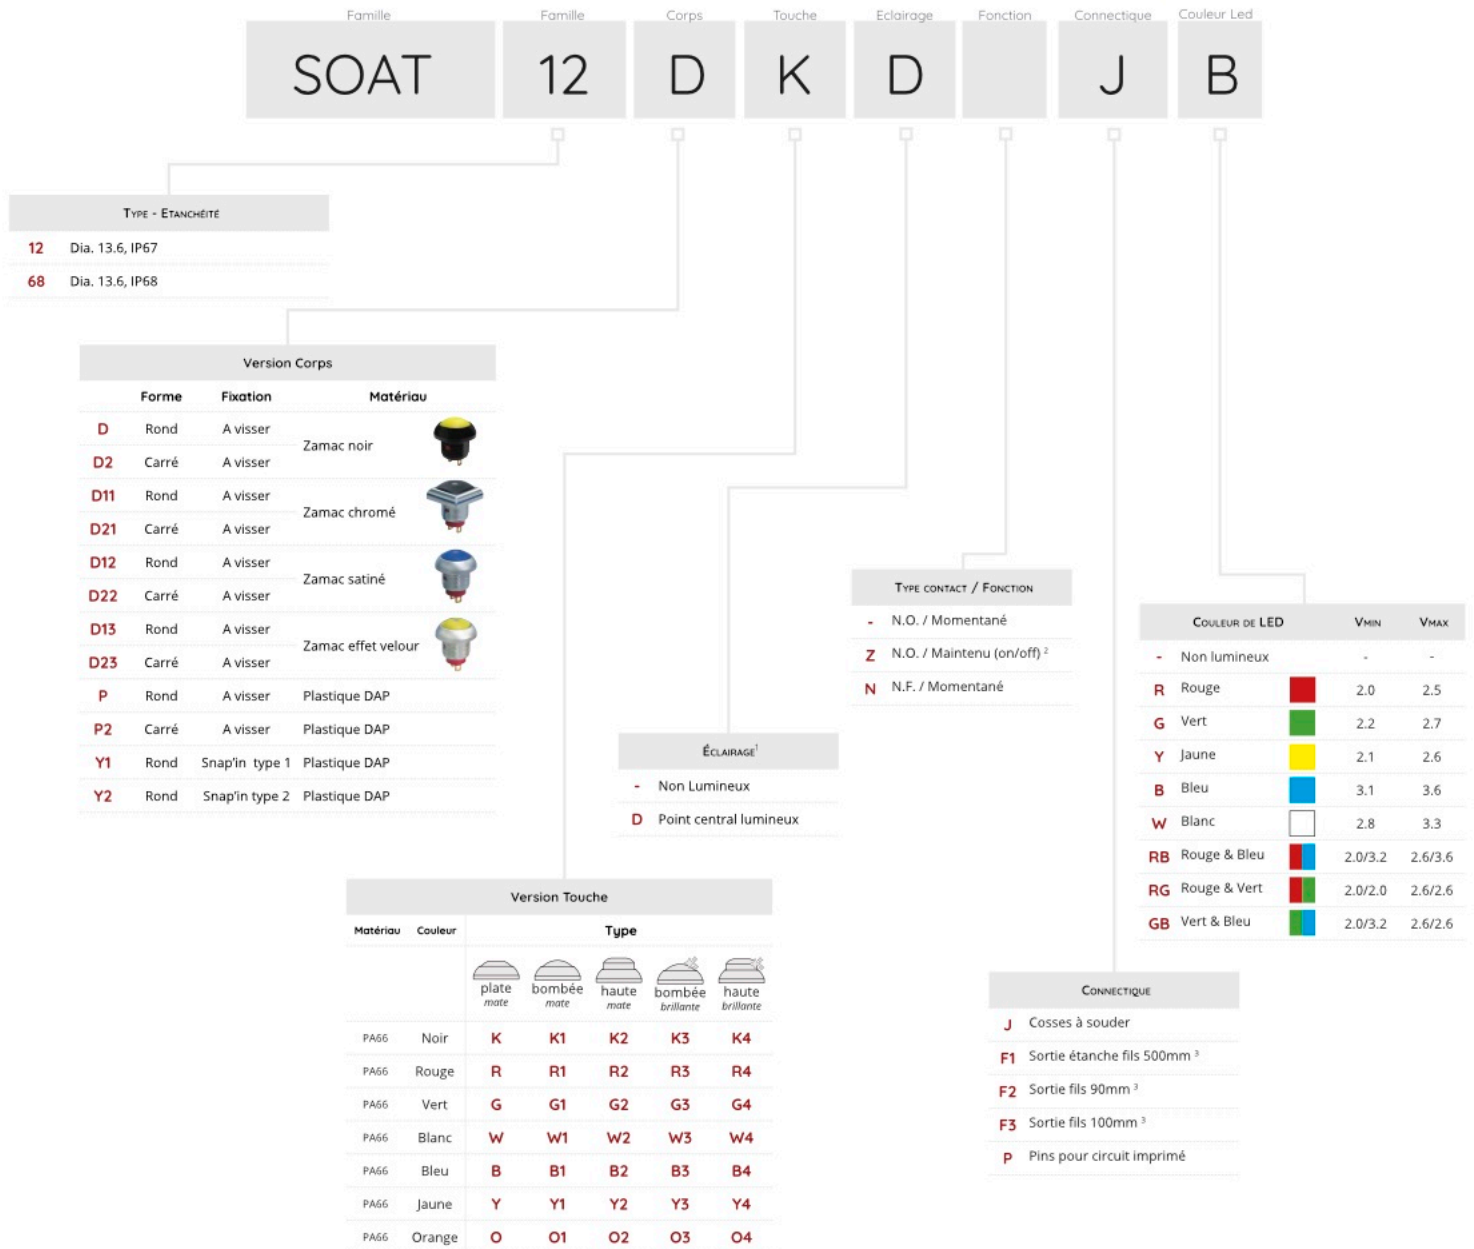 Famille Famille Corps Touche Eclairage Fonction Connectique Couleur Led
SOAT 12 D K D J B
Type - Etanchéité
12 Dia. 13.6, IP67
68 Dia. 13.6, IP68
Version Corps
Forme Fixation Matériau
D Rond A visser
Zamac noir
D2 Carré A visser
D11 Rond A visser
Zamac chromé
D21 Carré A visser
D12 Rond A visser
Zamac satiné
D22 Carré A visser
D13 Rond A visser
Zamac effet velour
D23 Carré A visser
P Rond A visser Plastique DAP
P2 Carré A visser Plastique DAP
Y1 Rond Snap'in type 1 Plastique DAP
Y2 Rond Snap'in type 2 Plastique DAP
Version Touche
Matériau Couleur Type
plate bombée haute bombée haute
mate mate mate brillante brillante
PA66 Noir K K1 K2 K3 K4
PA66 Rouge R R1 R2 R3 R4
PA66 Vert G G1 G2 G3 G4
PA66 Blanc W W1 W2 W3 W4
PA66 Bleu B B1 B2 B3 B4
PA66 Jaune Y Y1 Y2 Y3 Y4
PA66 Orange O O1 O2 O3 O4
Éclairage¹
- Non Lumineux
D Point central lumineux
Type contact / Fonction
- N.O. / Momentané
Z N.O. / Maintenu (on/off) ²
N N.F. / Momentané
Connectique
J Cosses à souder
F1 Sortie étanche fils 500mm ³
F2 Sortie fils 90mm ³
F3 Sortie fils 100mm ³
P Pins pour circuit imprimé
Couleur de LED Vmin Vmax
- Non lumineux - -
R Rouge 2.0 2.5
G Vert 2.2 2.7
Y Jaune 2.1 2.6
B Bleu 3.1 3.6
W Blanc 2.8 3.3
RB Rouge & Bleu 2.0/3.2 2.6/3.6
RG Rouge & Vert 2.0/2.0 2.6/2.6
GB Vert & Bleu 2.0/3.2 2.6/2.6